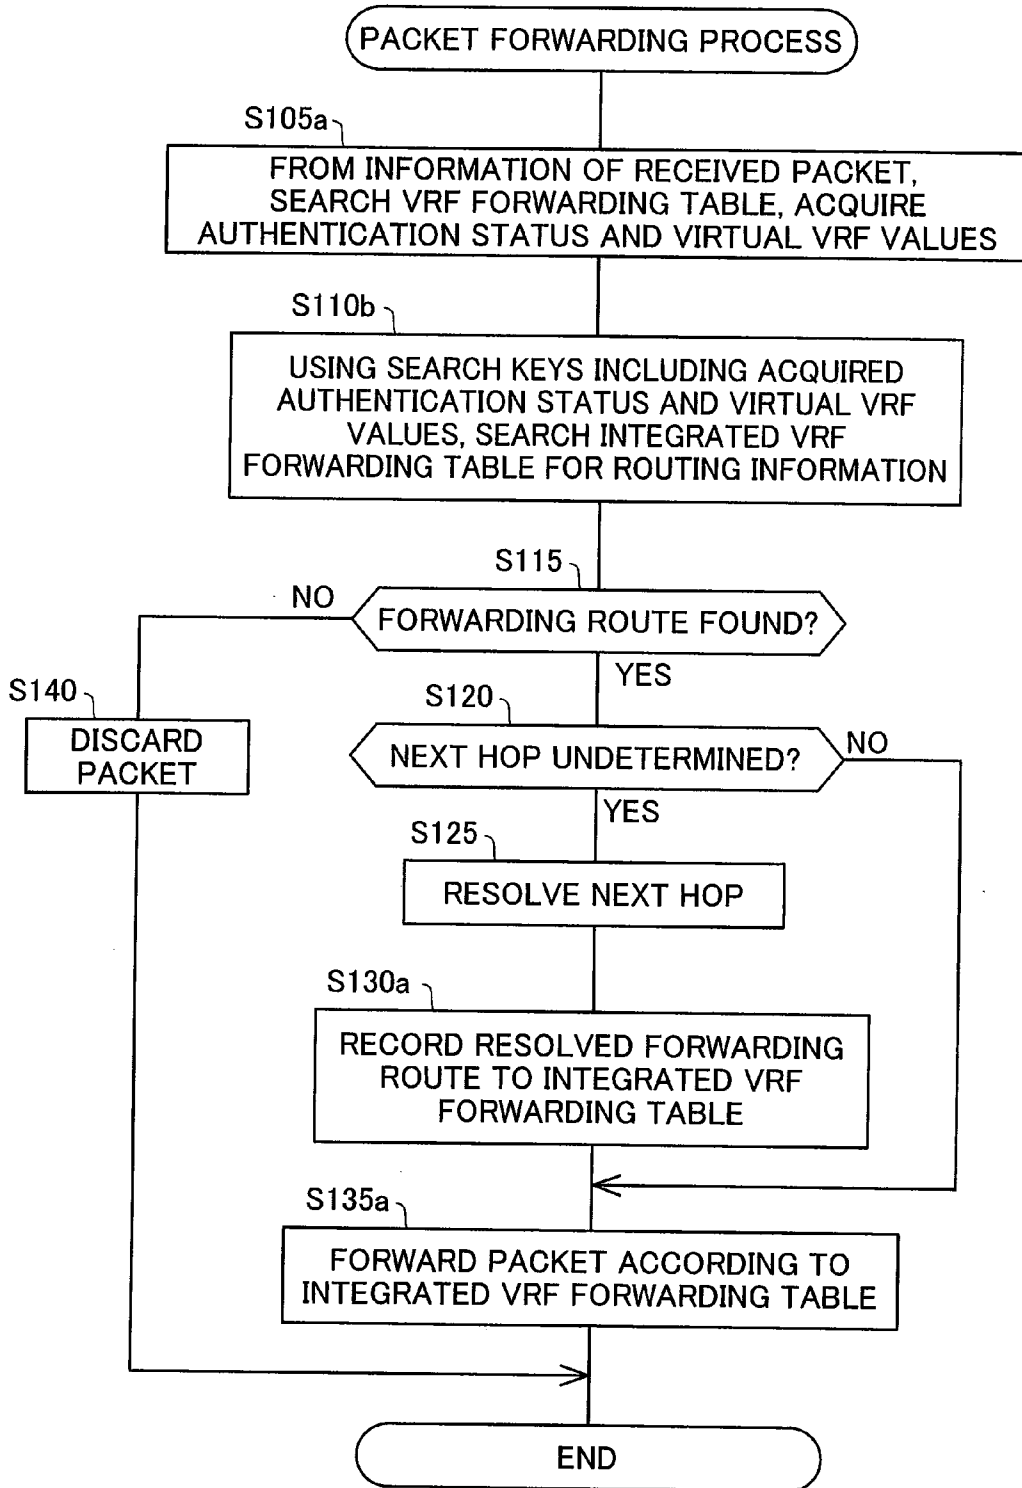 PACKET FORWARDING PROCESS
S105a
FROM INFORMATION OF RECEIVED PACKET,
SEARCH VRF FORWARDING TABLE, ACQUIRE
AUTHENTICATION STATUS AND VIRTUAL VRF VALUES
S110b
USING SEARCH KEYS INCLUDING ACQUIRED
AUTHENTICATION STATUS AND VIRTUAL VRF
VALUES, SEARCH INTEGRATED VRF
FORWARDING TABLE FOR ROUTING INFORMATION
S115
NO
FORWARDING ROUTE FOUND?
YES
S140
DISCARD
PACKET
S120
NEXT HOP UNDETERMINED?
NO
YES
S125
RESOLVE NEXT HOP
S130a
RECORD RESOLVED FORWARDING
ROUTE TO INTEGRATED VRF
FORWARDING TABLE
S135a
FORWARD PACKET ACCORDING TO
INTEGRATED VRF FORWARDING TABLE
END